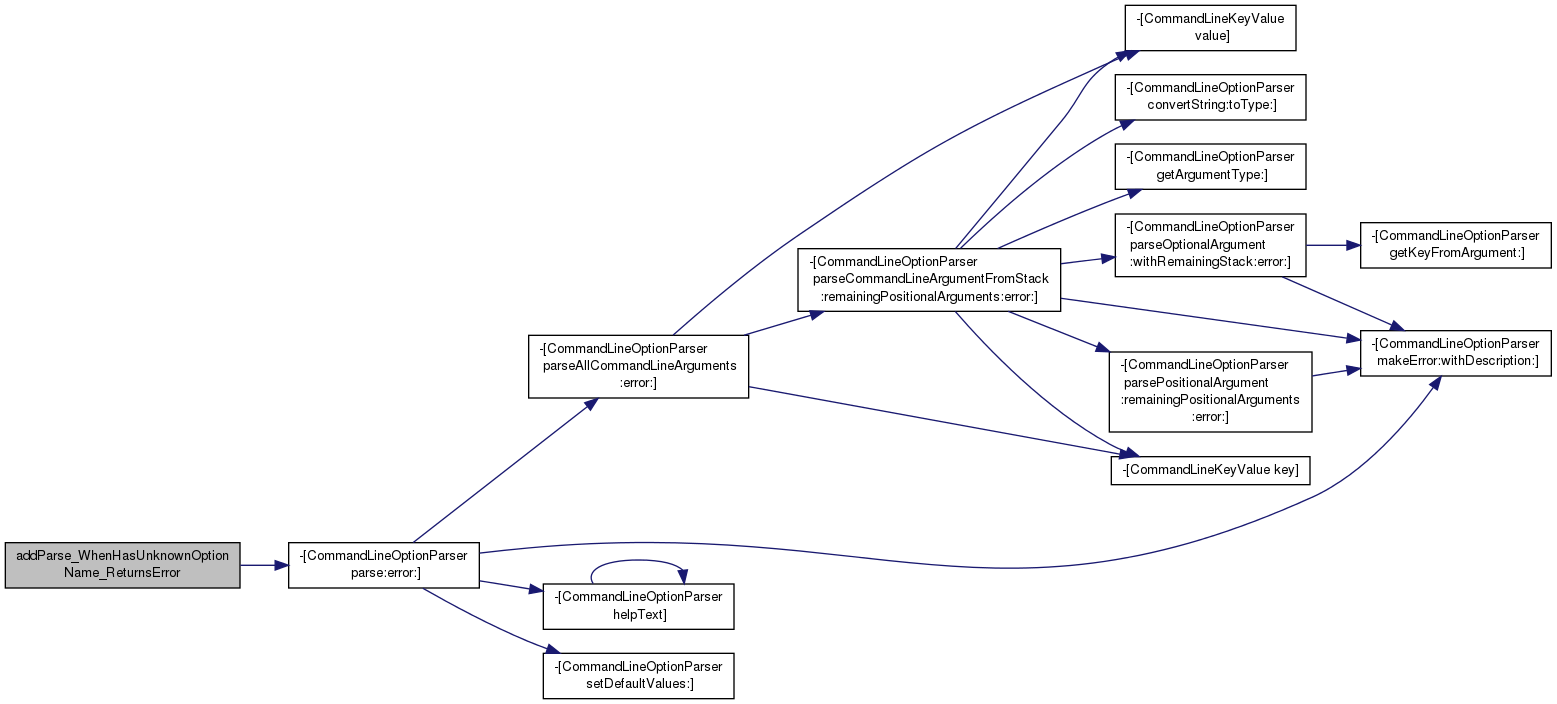 -[CommandLineKeyValue
value]
-[CommandLineOptionParser
convertString:toType:]
-[CommandLineOptionParser
getArgumentType:]
-[CommandLineOptionParser
parseOptionalArgument
:withRemainingStack:error:]
-[CommandLineOptionParser
getKeyFromArgument:]
-[CommandLineOptionParser
parseCommandLineArgumentFromStack
:remainingPositionalArguments:error:]
-[CommandLineOptionParser
makeError:withDescription:]
-[CommandLineOptionParser
parseAllCommandLineArguments
:error:]
-[CommandLineOptionParser
parsePositionalArgument
:remainingPositionalArguments
:error:]
-[CommandLineKeyValue key]
addParse_WhenHasUnknownOption
Name_ReturnsError
-[CommandLineOptionParser
parse:error:]
-[CommandLineOptionParser
helpText]
-[CommandLineOptionParser
setDefaultValues:]